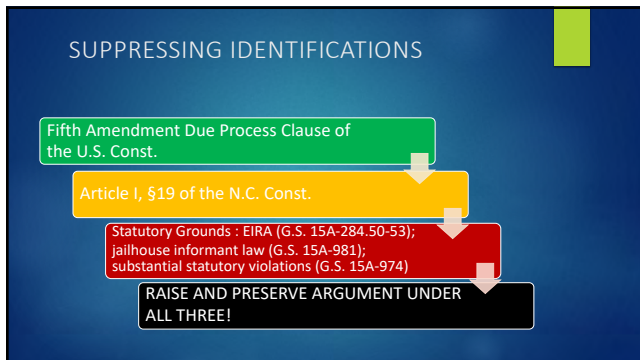 SUPPRESSING IDENTIFICATIONS
Fifth Amendment Due Process Clause of
the U.S. Const.
Article I, §19 of the N.C. Const.
Statutory Grounds : EIRA (G.S. 15A-284.50-53);
jailhouse informant law (G.S. 15A-981);
substantial statutory violations (G.S. 15A-974)
RAISE AND PRESERVE ARGUMENT UNDER
ALL THREE!